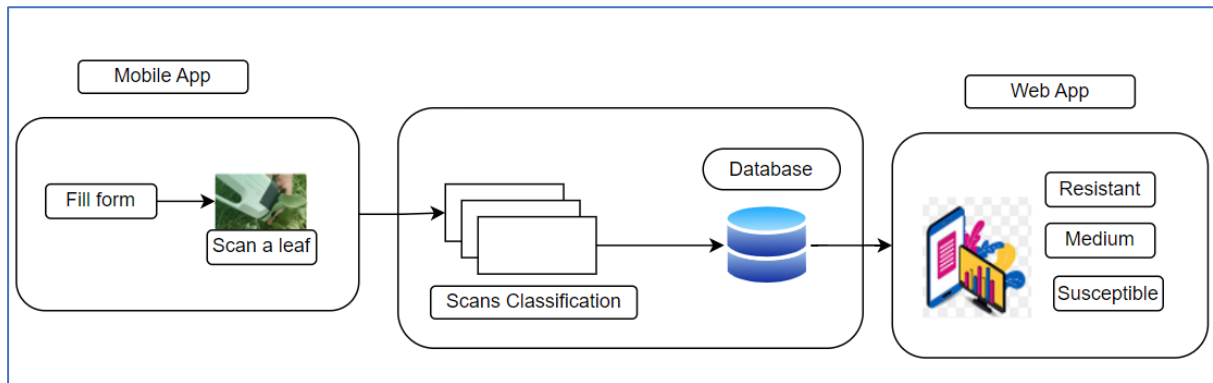 Mobile App
Fill form
Scan a leaf
Scans Classification
Database
Web App
Resistant
Medium
Susceptible